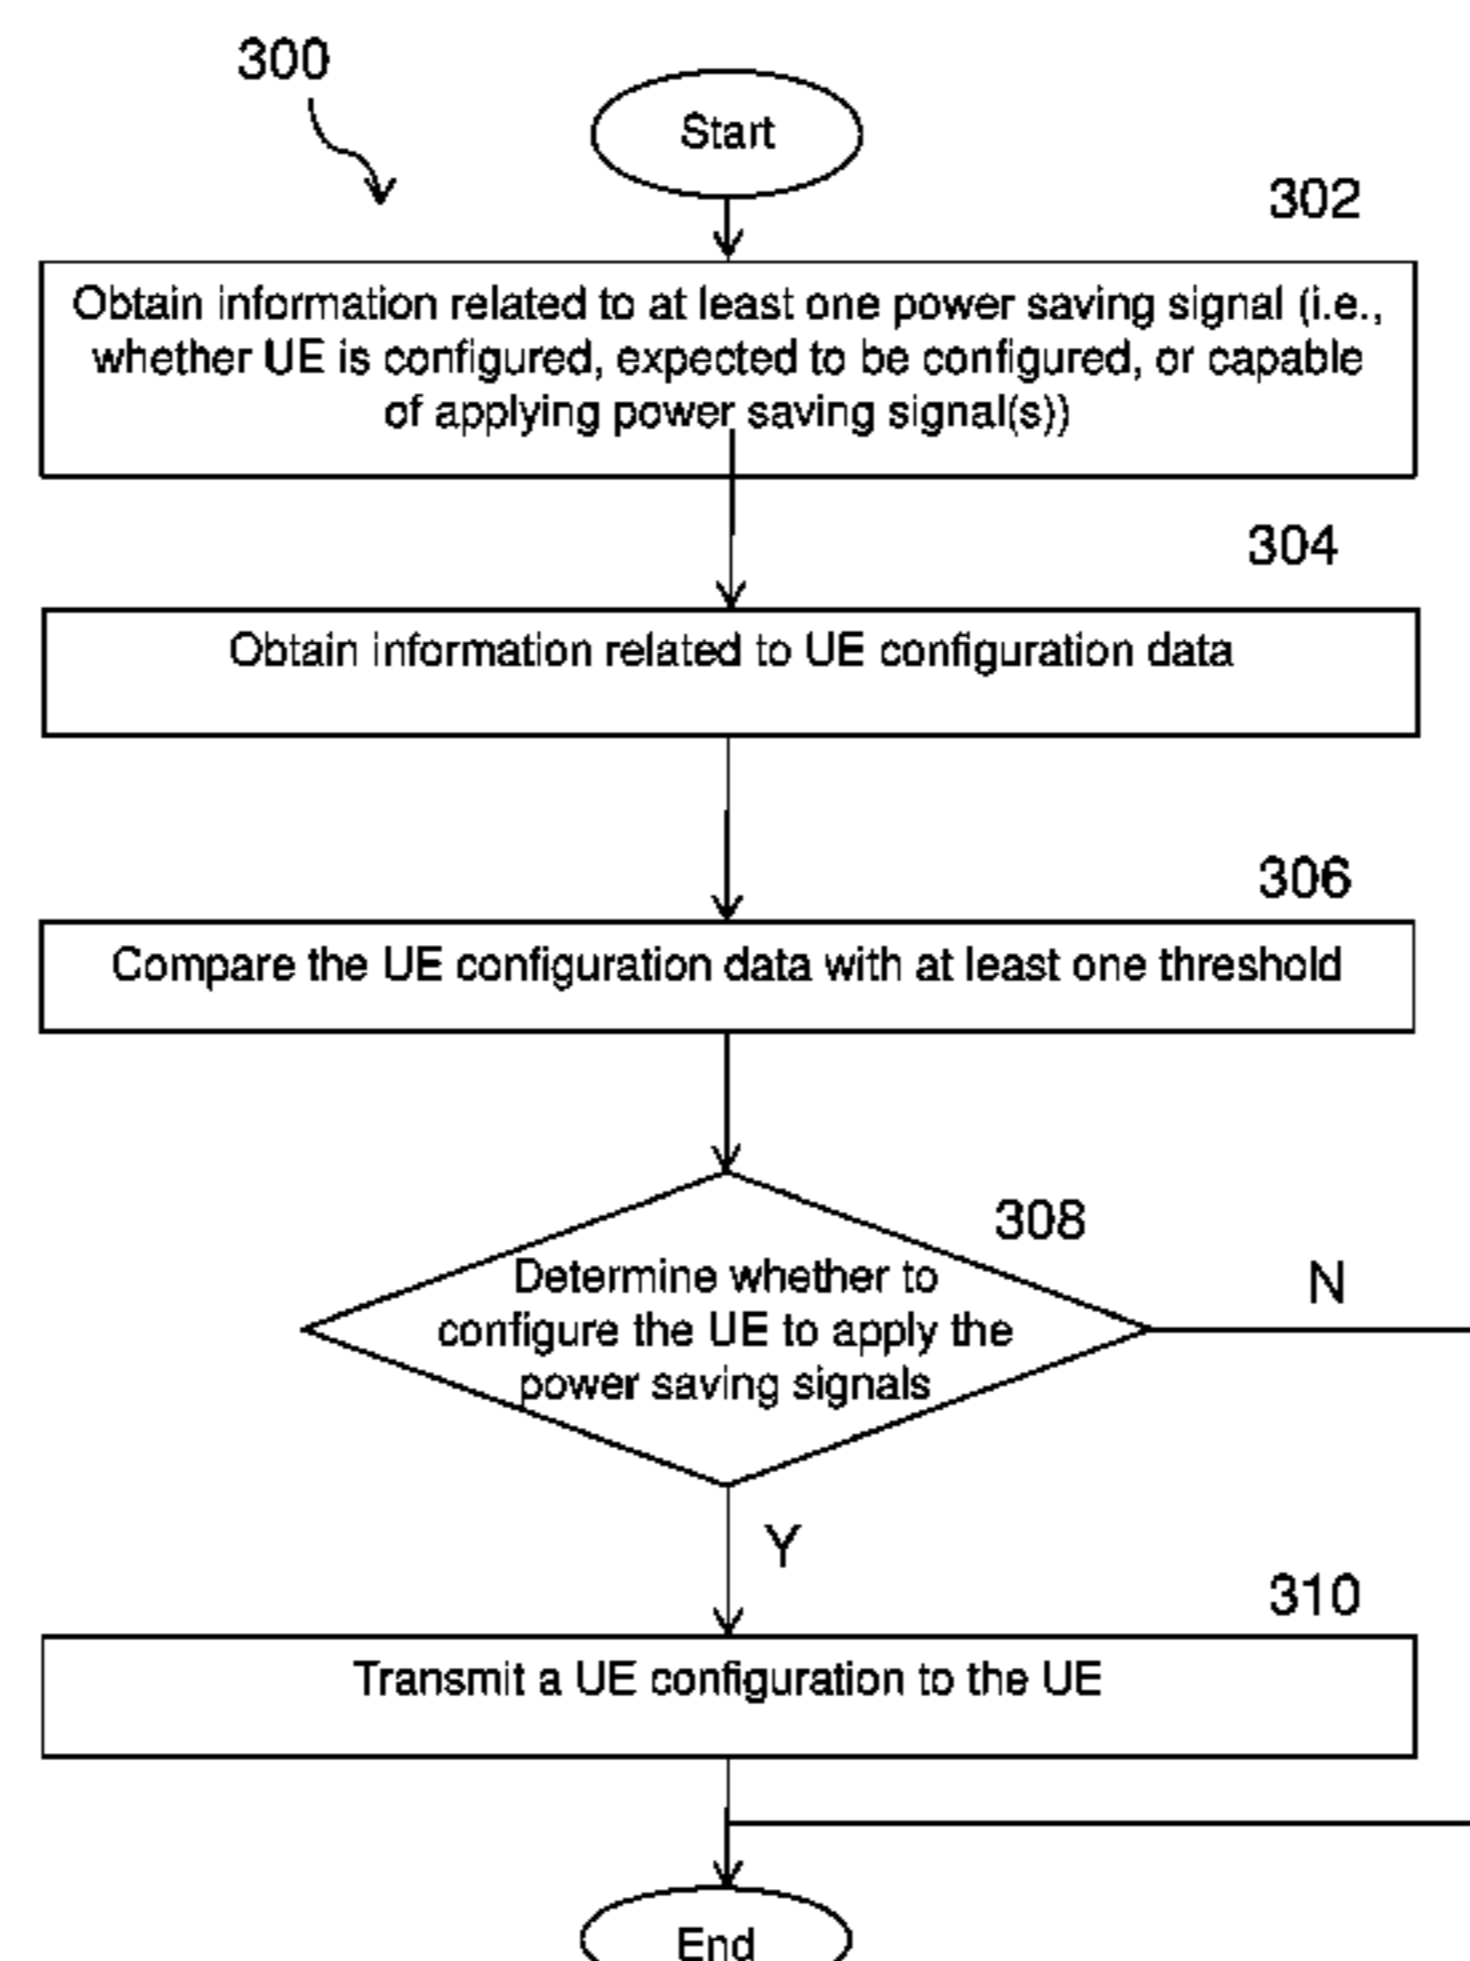 300
Start
302
Obtain information related to at least one power saving signal (i.e.,
whether UE is configured, expected to be configured, or capable
of applying power saving signal(s))
304
Obtain information related to UE configuration data
306
Compare the UE configuration data with at least one threshold
308
Determine whether to
configure the UE to apply the
power saving signals
N
Y
310
Transmit a UE configuration to the UE
End